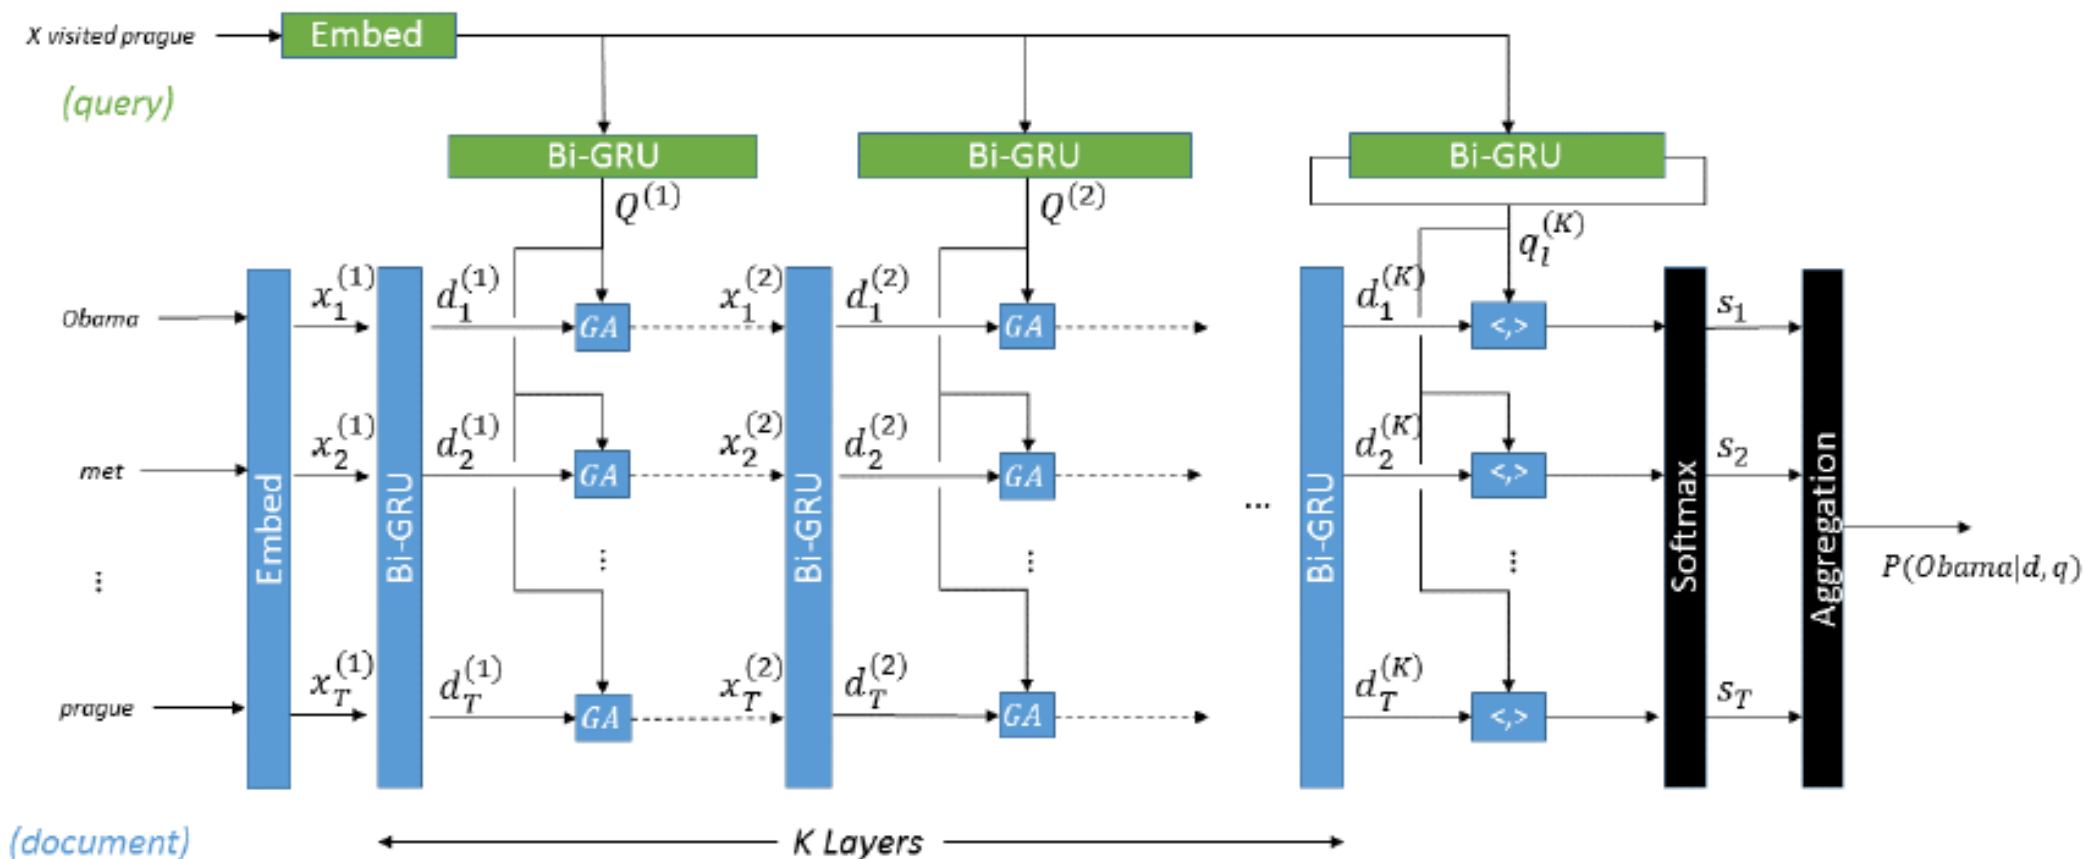 X visited prague
Embed
(query)
Bi-GRU
Bi-GRU
Bi-GRU
Q^{(1)}
Q^{(2)}
q_l^{(K)}
Obama
x_1^{(1)}
d_1^{(1)}
GA
x_1^{(2)}
d_1^{(2)}
GA
d_1^{(K)}
<,>
s_1
met
x_2^{(1)}
d_2^{(1)}
GA
x_2^{(2)}
d_2^{(2)}
GA
...
d_2^{(K)}
<,>
s_2
Embed
Bi-GRU
Bi-GRU
Bi-GRU
Softmax
Aggregation
P(Obama|d,q)
...
...
...
...
prague
x_T^{(1)}
d_T^{(1)}
GA
x_T^{(2)}
d_T^{(2)}
GA
d_T^{(K)}
<,>
s_T
(document)
K Layers